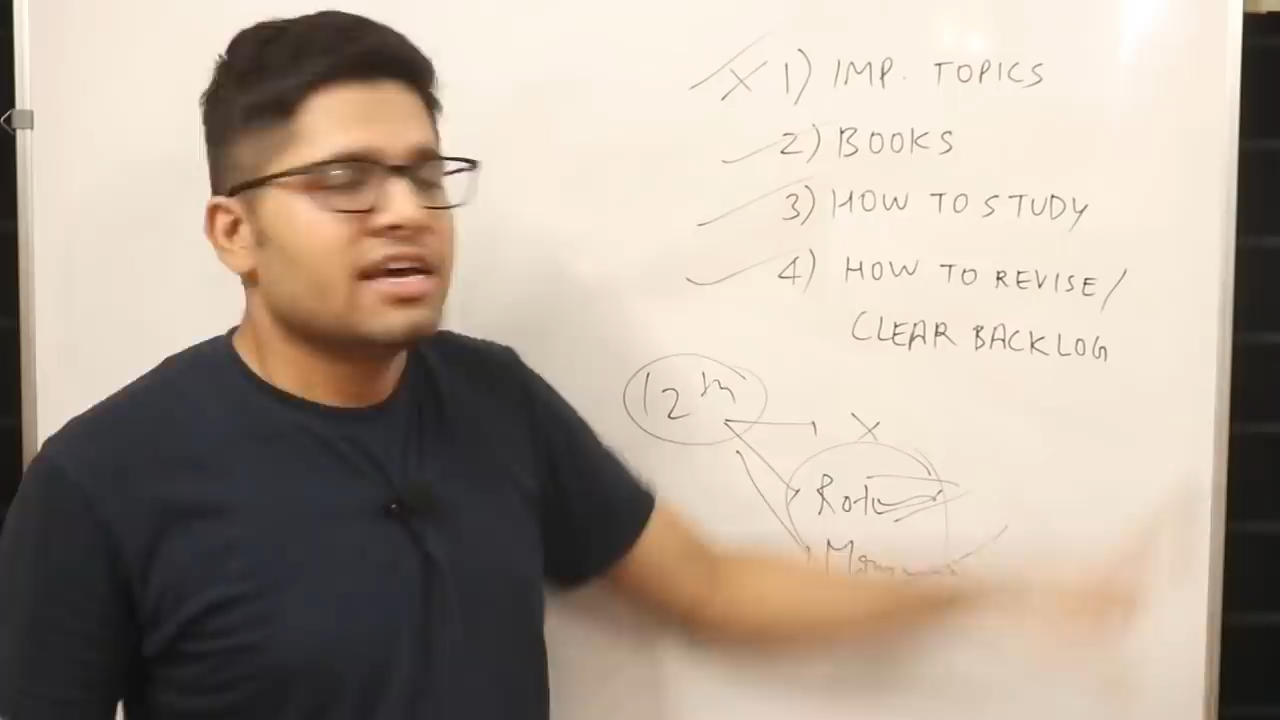 X 1) IMP. TOPICS
2) BOOKS
3) HOW TO STUDY
4) HOW TO REVISE/
CLEAR BACKLOG
12th
X